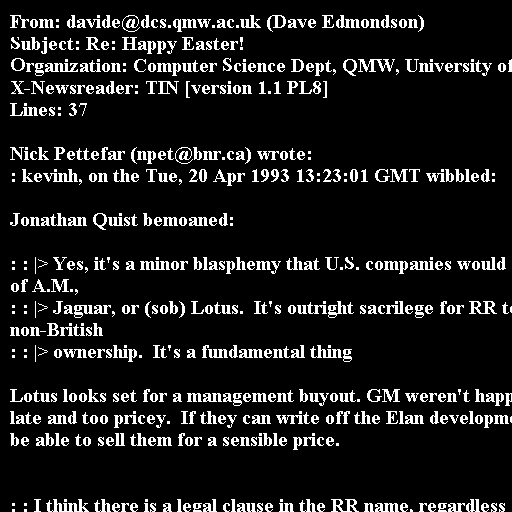 From: davide@dcs.qmw.ac.uk (Dave Edmondson)
Subject: Re: Happy Easter!
Organization: Computer Science Dept, QMW, University of
X-Newsreader: TIN [version 1.1 PL8]
Lines: 37
Nick Pettefar (npet@bnr.ca) wrote:
: kevinh, on the Tue, 20 Apr 1993 13:23:01 GMT wibbled:
Jonathan Quist bemoaned:
: : |> Yes, it's a minor blasphemy that U.S. companies would
of A.M.,
: : |> Jaguar, or (sob) Lotus.  It's outright sacrilege for RR
non-British
: : |> ownership.  It's a fundamental thing
Lotus looks set for a management buyout. GM weren't
late and too pricey.  If they can write off the Elan
be able to sell them for a sensible price.
: : I think there is a legal clause in the RR name, regardless